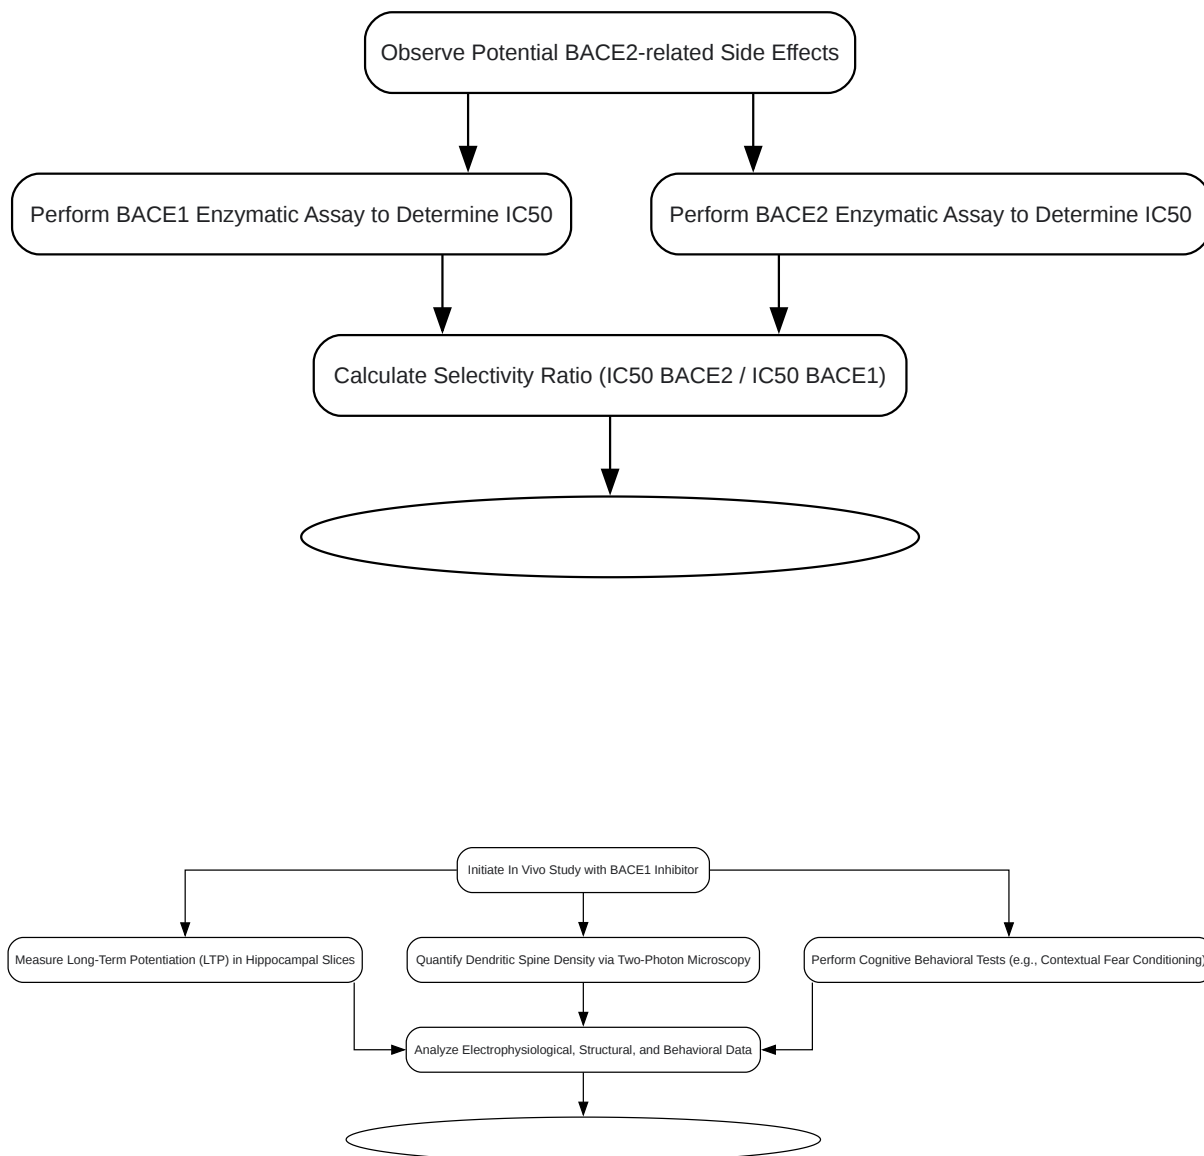 Observe Potential BACE2-related Side Effects
Perform BACE1 Enzymatic Assay to Determine IC50
Perform BACE2 Enzymatic Assay to Determine IC50
Calculate Selectivity Ratio (IC50 BACE2 / IC50 BACE1)
Initiate In Vivo Study with BACE1 Inhibitor
Measure Long-Term Potentiation (LTP) in Hippocampal Slices
Quantify Dendritic Spine Density via Two-Photon Microscopy
Perform Cognitive Behavioral Tests (e.g., Contextual Fear Conditioning)
Analyze Electrophysiological, Structural, and Behavioral Data